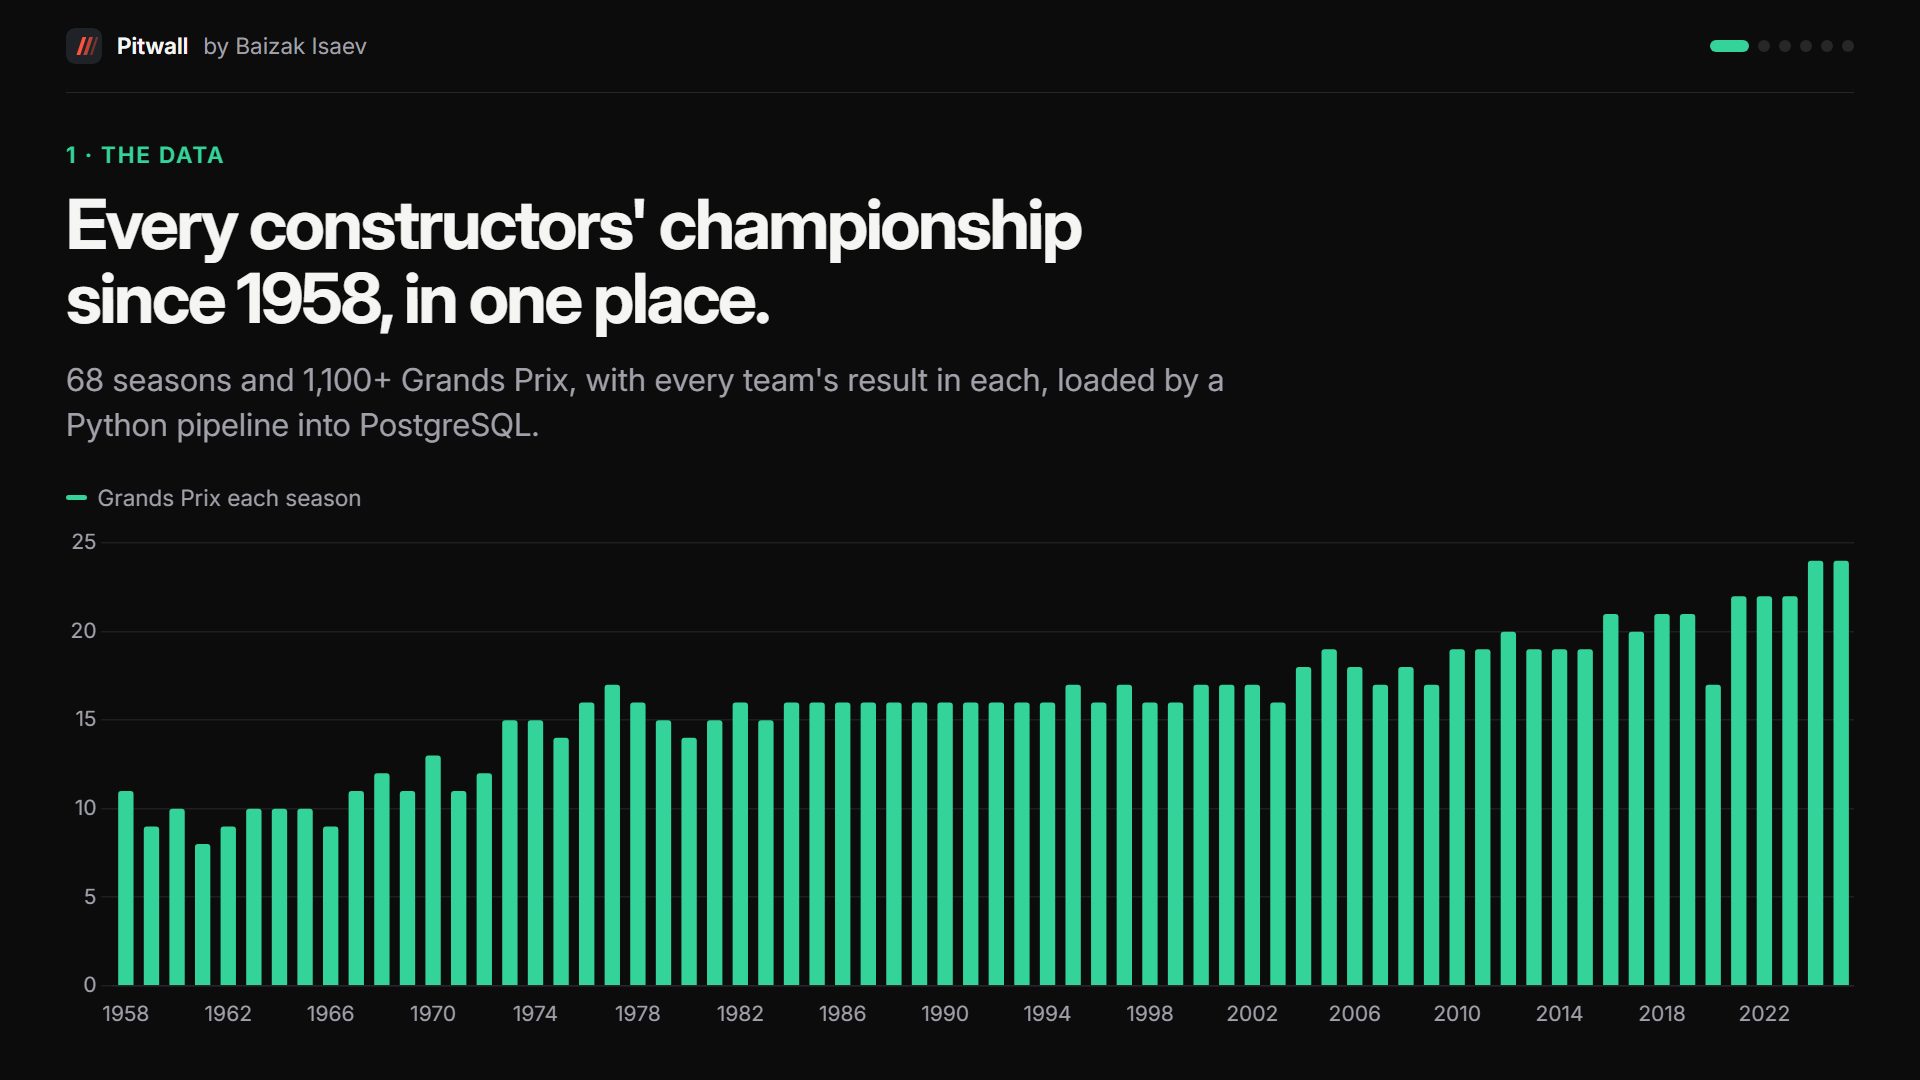 Pitwall by Baizak Isaev
1 · THE DATA
Every constructors' championship
since 1958, in one place.
68 seasons and 1,100+ Grands Prix, with every team's result in each, loaded by a
Python pipeline into PostgreSQL.
Grands Prix each season
25
20
15
10
5
0
1958 1962 1966 1970 1974 1978 1982 1986 1990 1994 1998 2002 2006 2010 2014 2018 2022